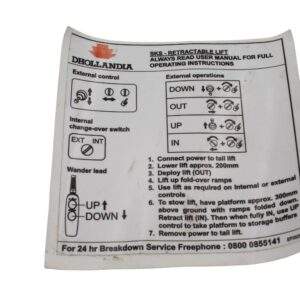 DHOLLANDIA
SKS - RETRACTABLE LIFT
ALWAYS READ USER MANUAL FOR FULL
OPERATING INSTRUCTIONS
External control
External operations
DOWN
OUT
UP
IN
Internal
change-over switch
EXT INT
Wander lead
UP
DOWN
1. Connect power to tail lift
2. Lower lift approx. 200mm
3. Deploy lift (OUT)
4. Lift up fold-over ramps
5. Use lift as required on Internal or external
controls
6. To stow lift, have platform approx. 300mm
above ground with ramps folded down.
Retract lift (IN). Then when fully IN, use UP
control to take platform to storage buffers
7. Remove power to tail lift.
For 24 hr Breakdown Service Freephone : 0800 0855141